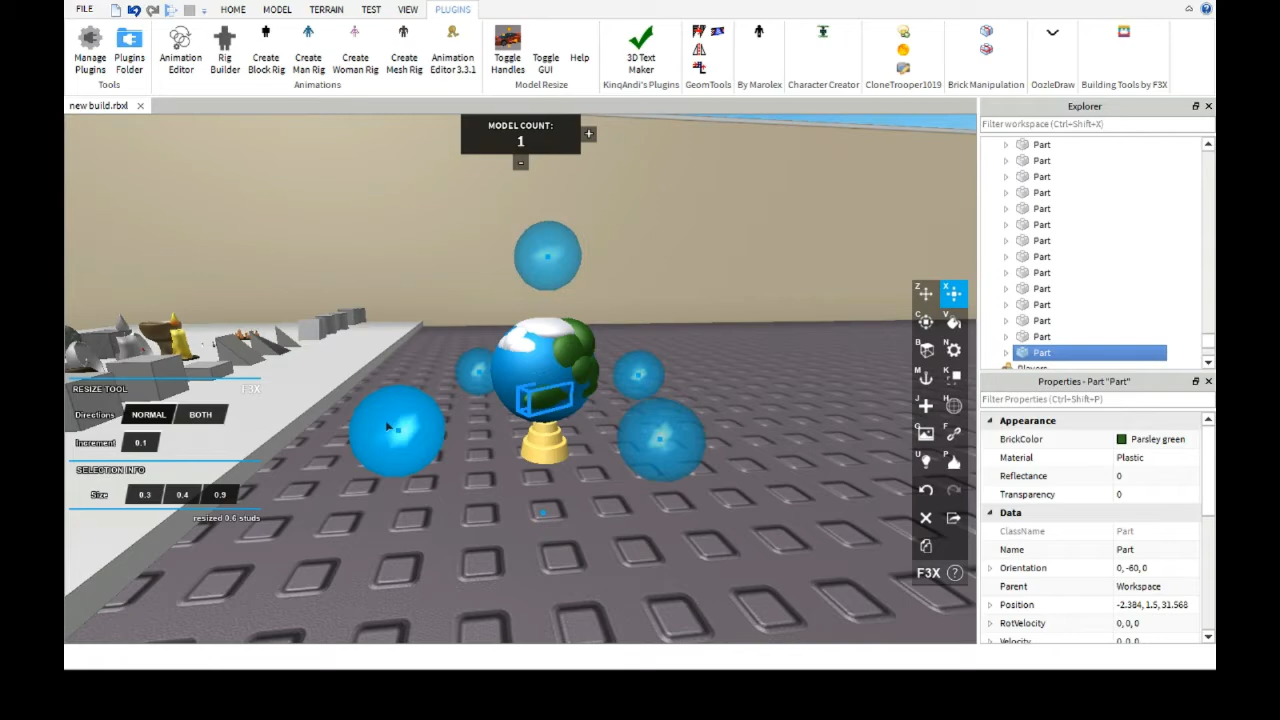 FILE HOME MODEL TERRAIN TEST VIEW PLUGINS
Manage Plugins
Plugins Folder
Animation Editor
Rig Builder
Create Block Rig
Create Man Rig
Create Woman Rig
Create Mesh Rig
Animation Editor 3.3.1
Toggle Handles
Toggle GUI
Help
3D Text Maker
Tools Animations Model Resize KinqAndi's Plugins GeomTools By Marolex Character Creator CloneTrooper1019 Brick Manipulation OozleDraw Building Tools by F3X
new build.rbxl
MODEL COUNT:
1
+
-
RESIZE TOOL F3X
Directions NORMAL BOTH
Increment 0.1
SELECTION INFO
Size 0.3 0.4 0.9
resized 0.6 studs
Z X
C V
B N
M K
J H
G F
U P
F3X ?
Explorer
Filter workspace (Ctrl+Shift+X)
Part
Part
Part
Part
Part
Part
Part
Part
Part
Part
Part
Part
Part
Part
Players
Properties - Part "Part"
Filter Properties (Ctrl+Shift+P)
Appearance
BrickColor Parsley green
Material Plastic
Reflectance 0
Transparency 0
Data
ClassName Part
Name Part
Orientation 0, -60, 0
Parent Workspace
Position -2.384, 1.5, 31.568
RotVelocity 0, 0, 0
Velocity 0, 0, 0